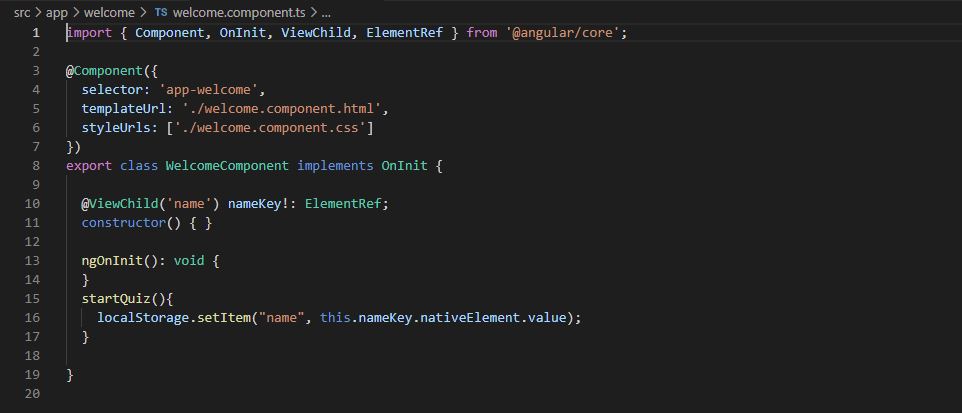 src > app > welcome > TS welcome.component.ts > ...
1 import { Component, OnInit, ViewChild, ElementRef } from '@angular/core';
2
3 @Component({
4   selector: 'app-welcome',
5   templateUrl: './welcome.component.html',
6   styleUrls: ['./welcome.component.css']
7 })
8 export class WelcomeComponent implements OnInit {
9
10   @ViewChild('name') nameKey!: ElementRef;
11   constructor() { }
12
13   ngOnInit(): void {
14   }
15   startQuiz(){
16     localStorage.setItem("name", this.nameKey.nativeElement.value);
17   }
18
19 }
20